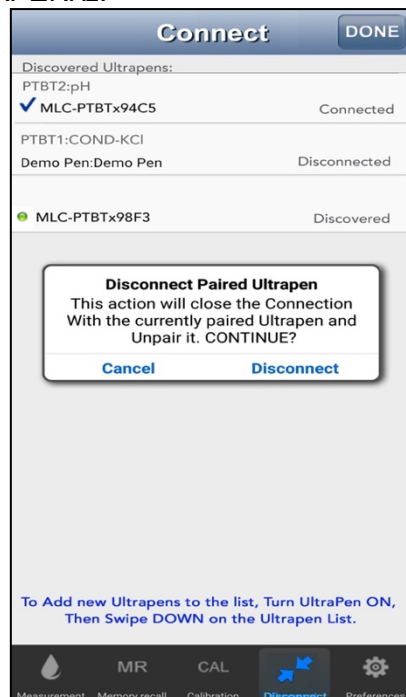 Connect
DONE
Discovered Ultrapens:
PTBT2:pH
MLC-PTBTx94C5 Connected
PTBT1:COND-KCl
Demo Pen:Demo Pen Disconnected
MLC-PTBTx98F3 Discovered
Disconnect Paired Ultrapen
This action will close the Connection
With the currently paired Ultrapen and
Unpair it. CONTINUE?
Cancel Disconnect
To Add new Ultrapens to the list, Turn UltraPen ON,
Then Swipe DOWN on the Ultrapen List.
MR CAL
Measurement Memory recall Calibration Disconnect Preferences